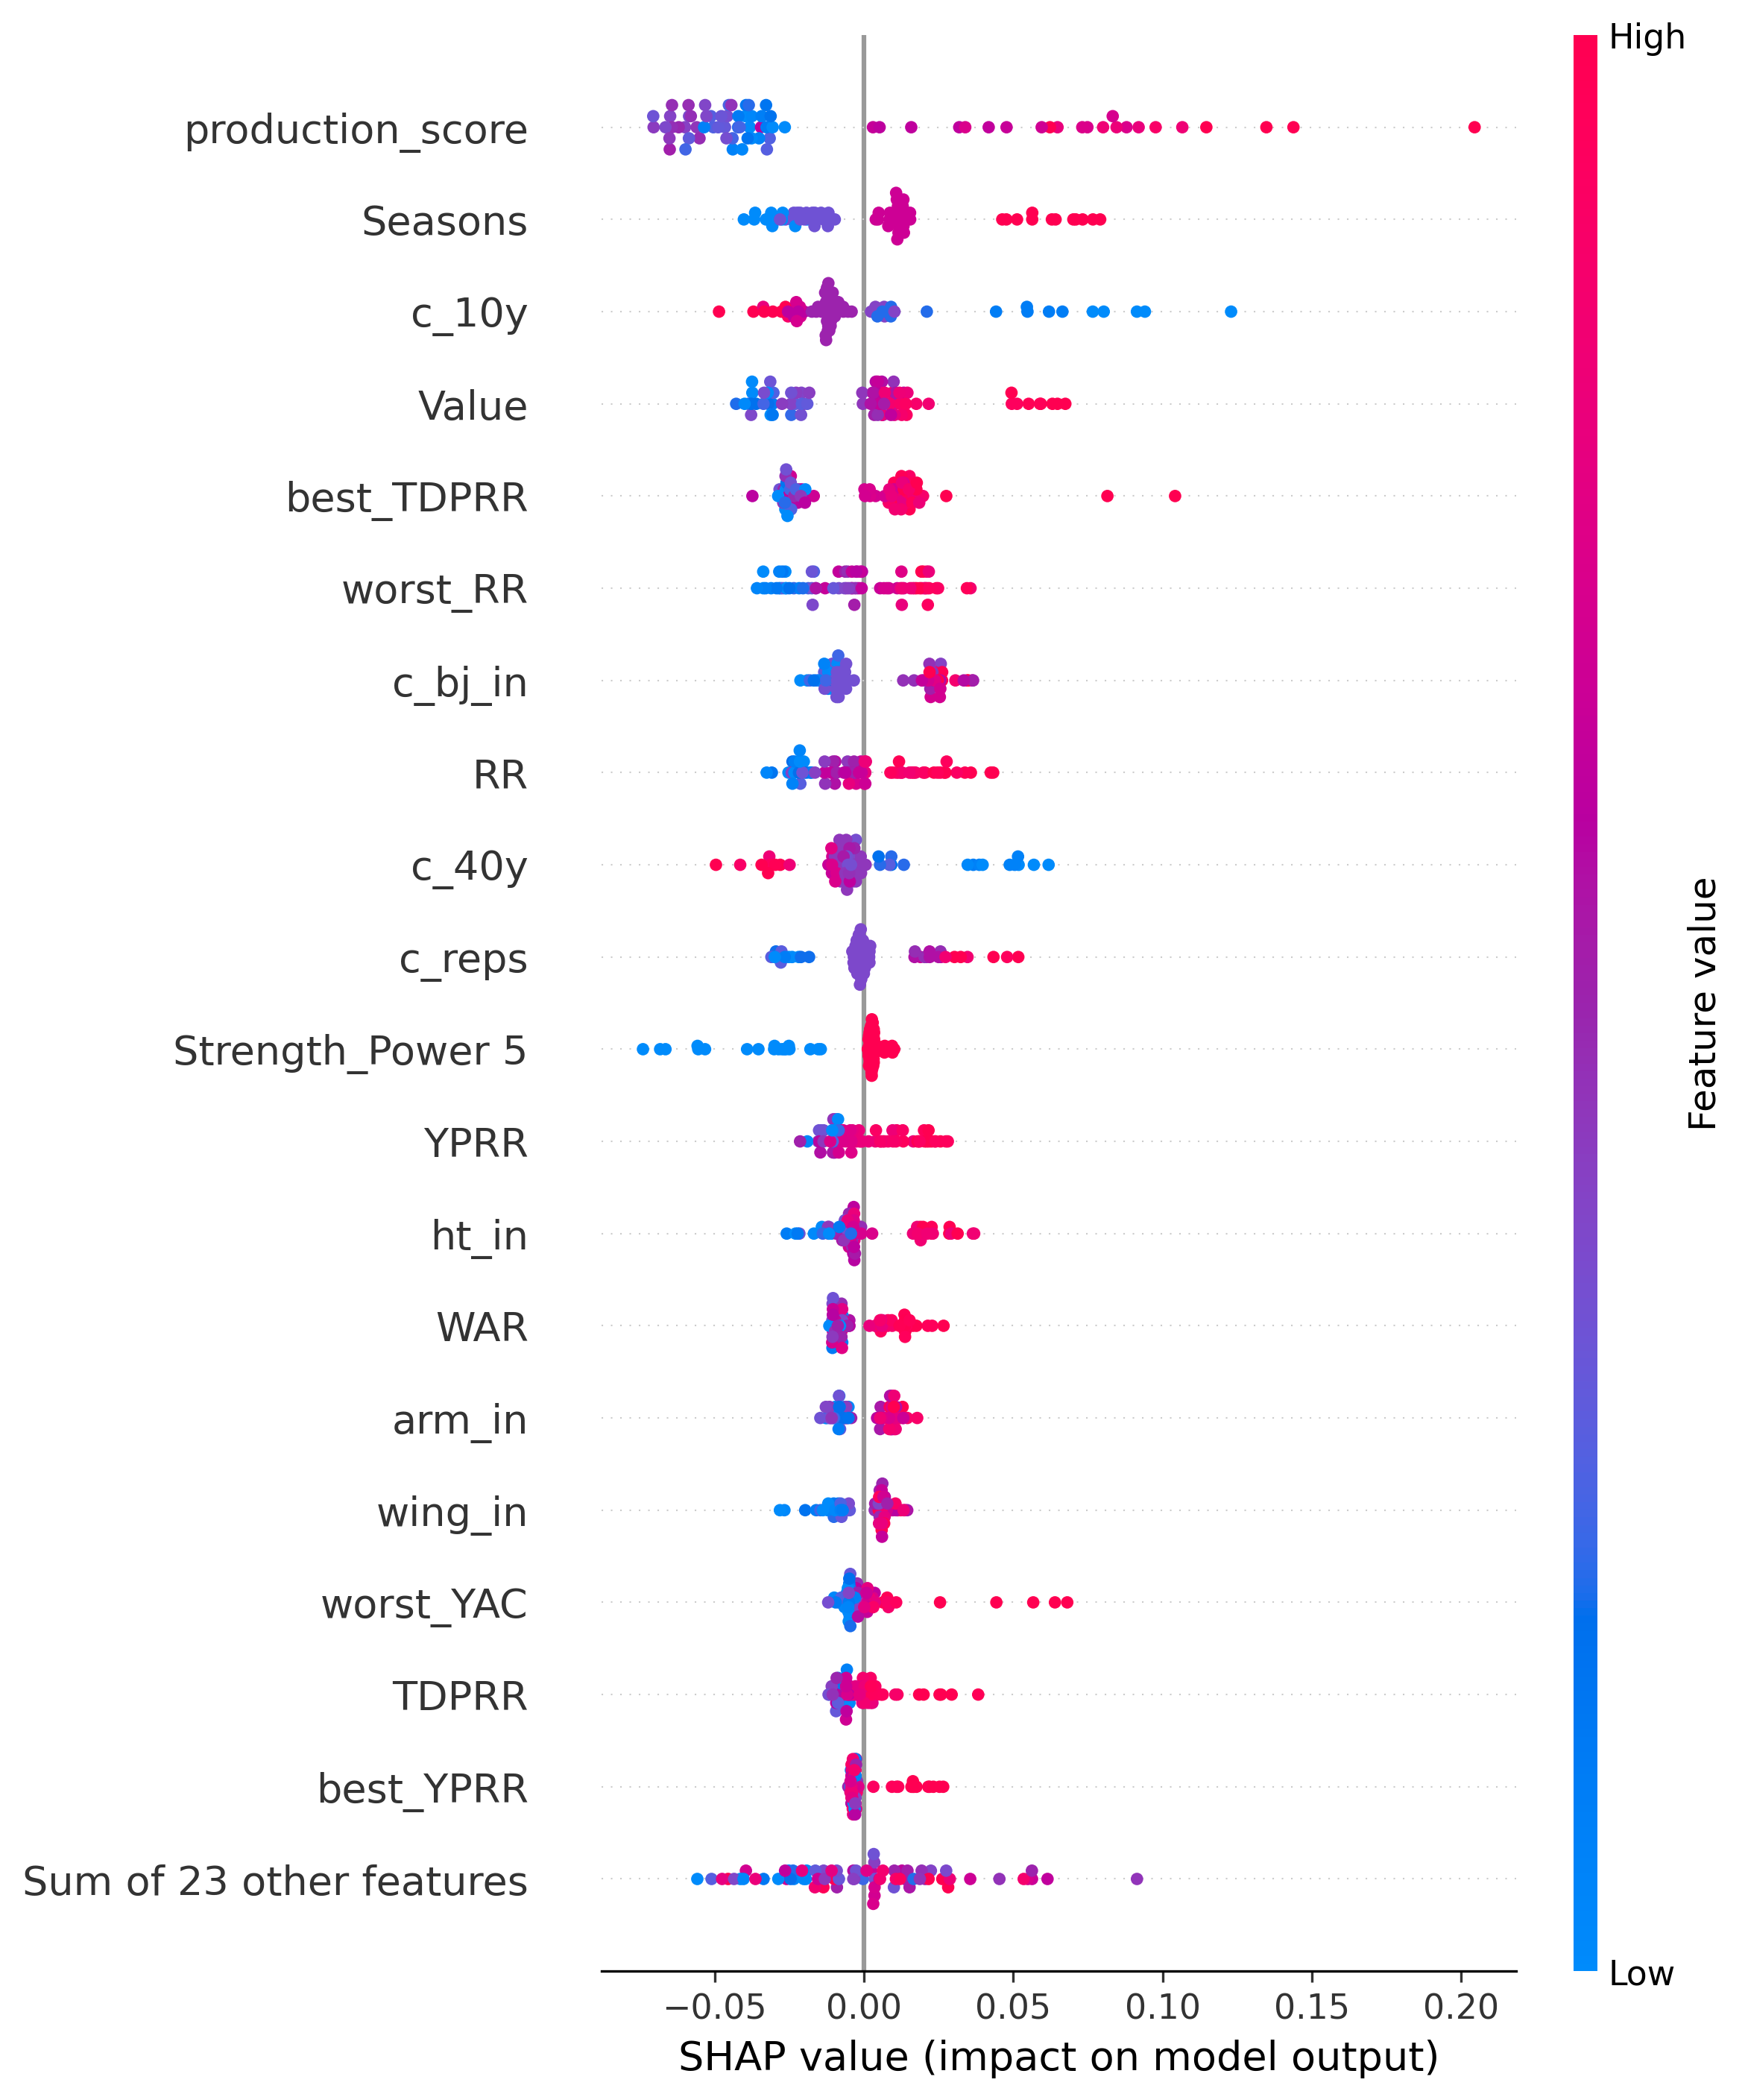 High
production_score
Seasons
c_10y
Value
best_TDPRR
worst_RR
c_bj_in
RR
c_40y
c_reps
Strength_Power 5
YPRR
ht_in
WAR
arm_in
wing_in
worst_YAC
TDPRR
best_YPRR
Sum of 23 other features
Feature value
Low
−0.05 0.00 0.05 0.10 0.15 0.20
SHAP value (impact on model output)